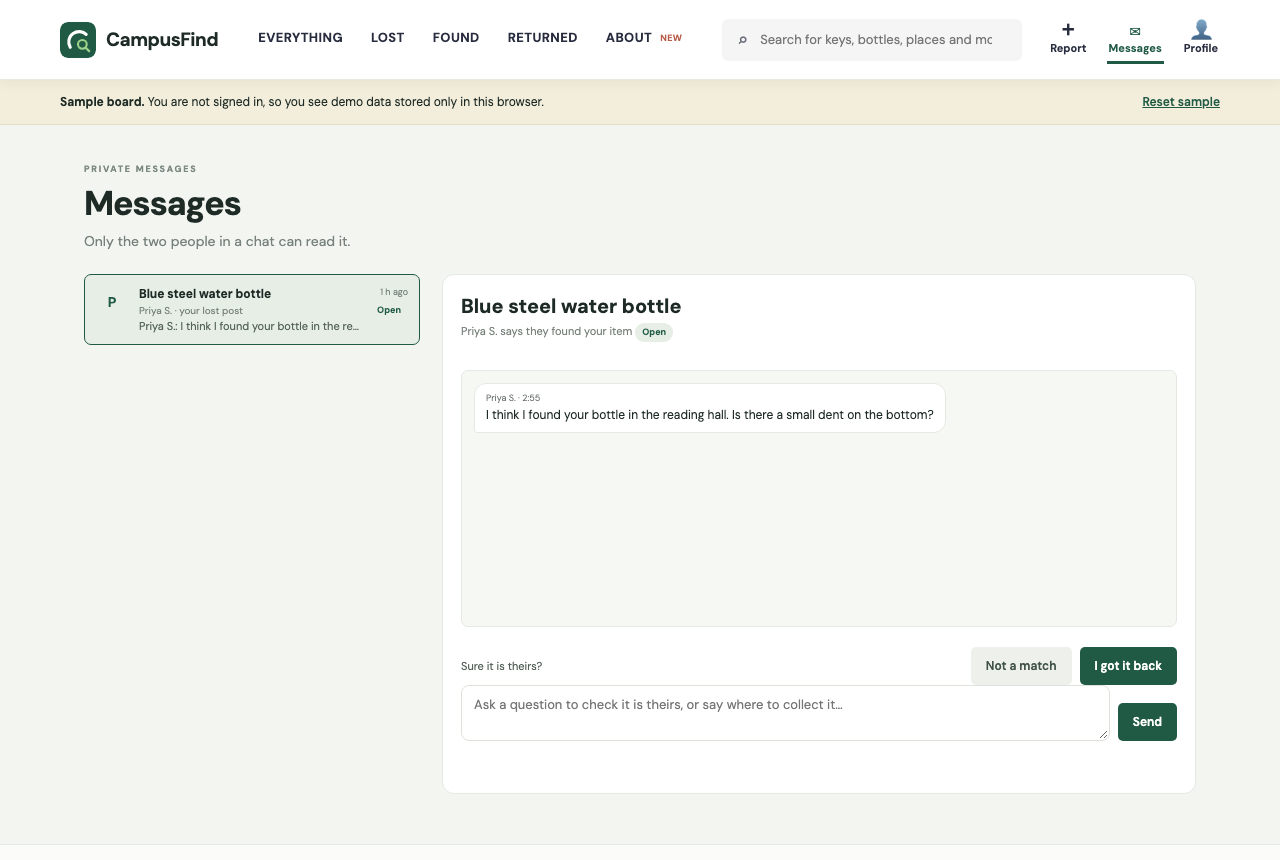 CampusFind
EVERYTHING
LOST
FOUND
RETURNED
ABOUT NEW
Search for keys, bottles, places and mo
Report
Messages
Profile
Sample board. You are not signed in, so you see demo data stored only in this browser.
Reset sample
PRIVATE MESSAGES
Messages
Only the two people in a chat can read it.
P
Blue steel water bottle
1 h ago
Priya S. · your lost post
Open
Priya S.: I think I found your bottle in the re…
Blue steel water bottle
Priya S. says they found your item Open
Priya S. · 2:55
I think I found your bottle in the reading hall. Is there a small dent on the bottom?
Sure it is theirs?
Not a match
I got it back
Ask a question to check it is theirs, or say where to collect it…
Send